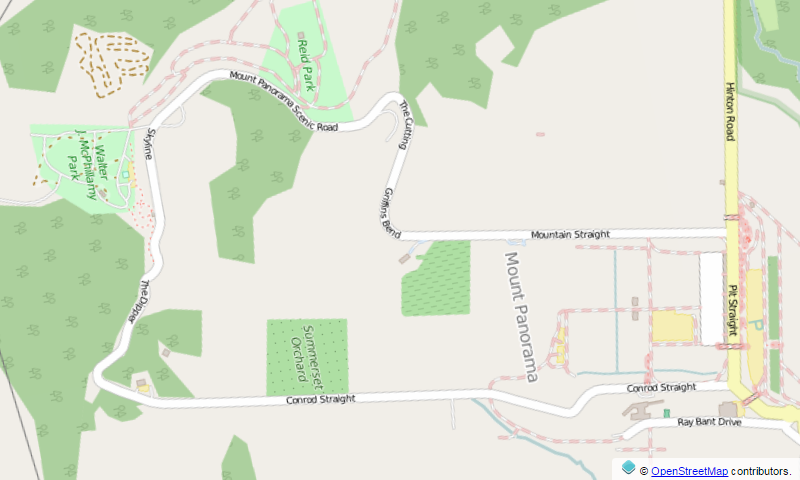 Reid Park
Mount Panorama Scenic Road
The Cutting
Hinton Road
Skyline
Walter
J. McPhillamy
Park
Griffins Bend
Mountain Straight
Mount Panorama
Pit Straight
P
The Dipper
Summerset
Orchard
Conrod Straight
Conrod Straight
Ray Bant Drive
© OpenStreetMap contributors.